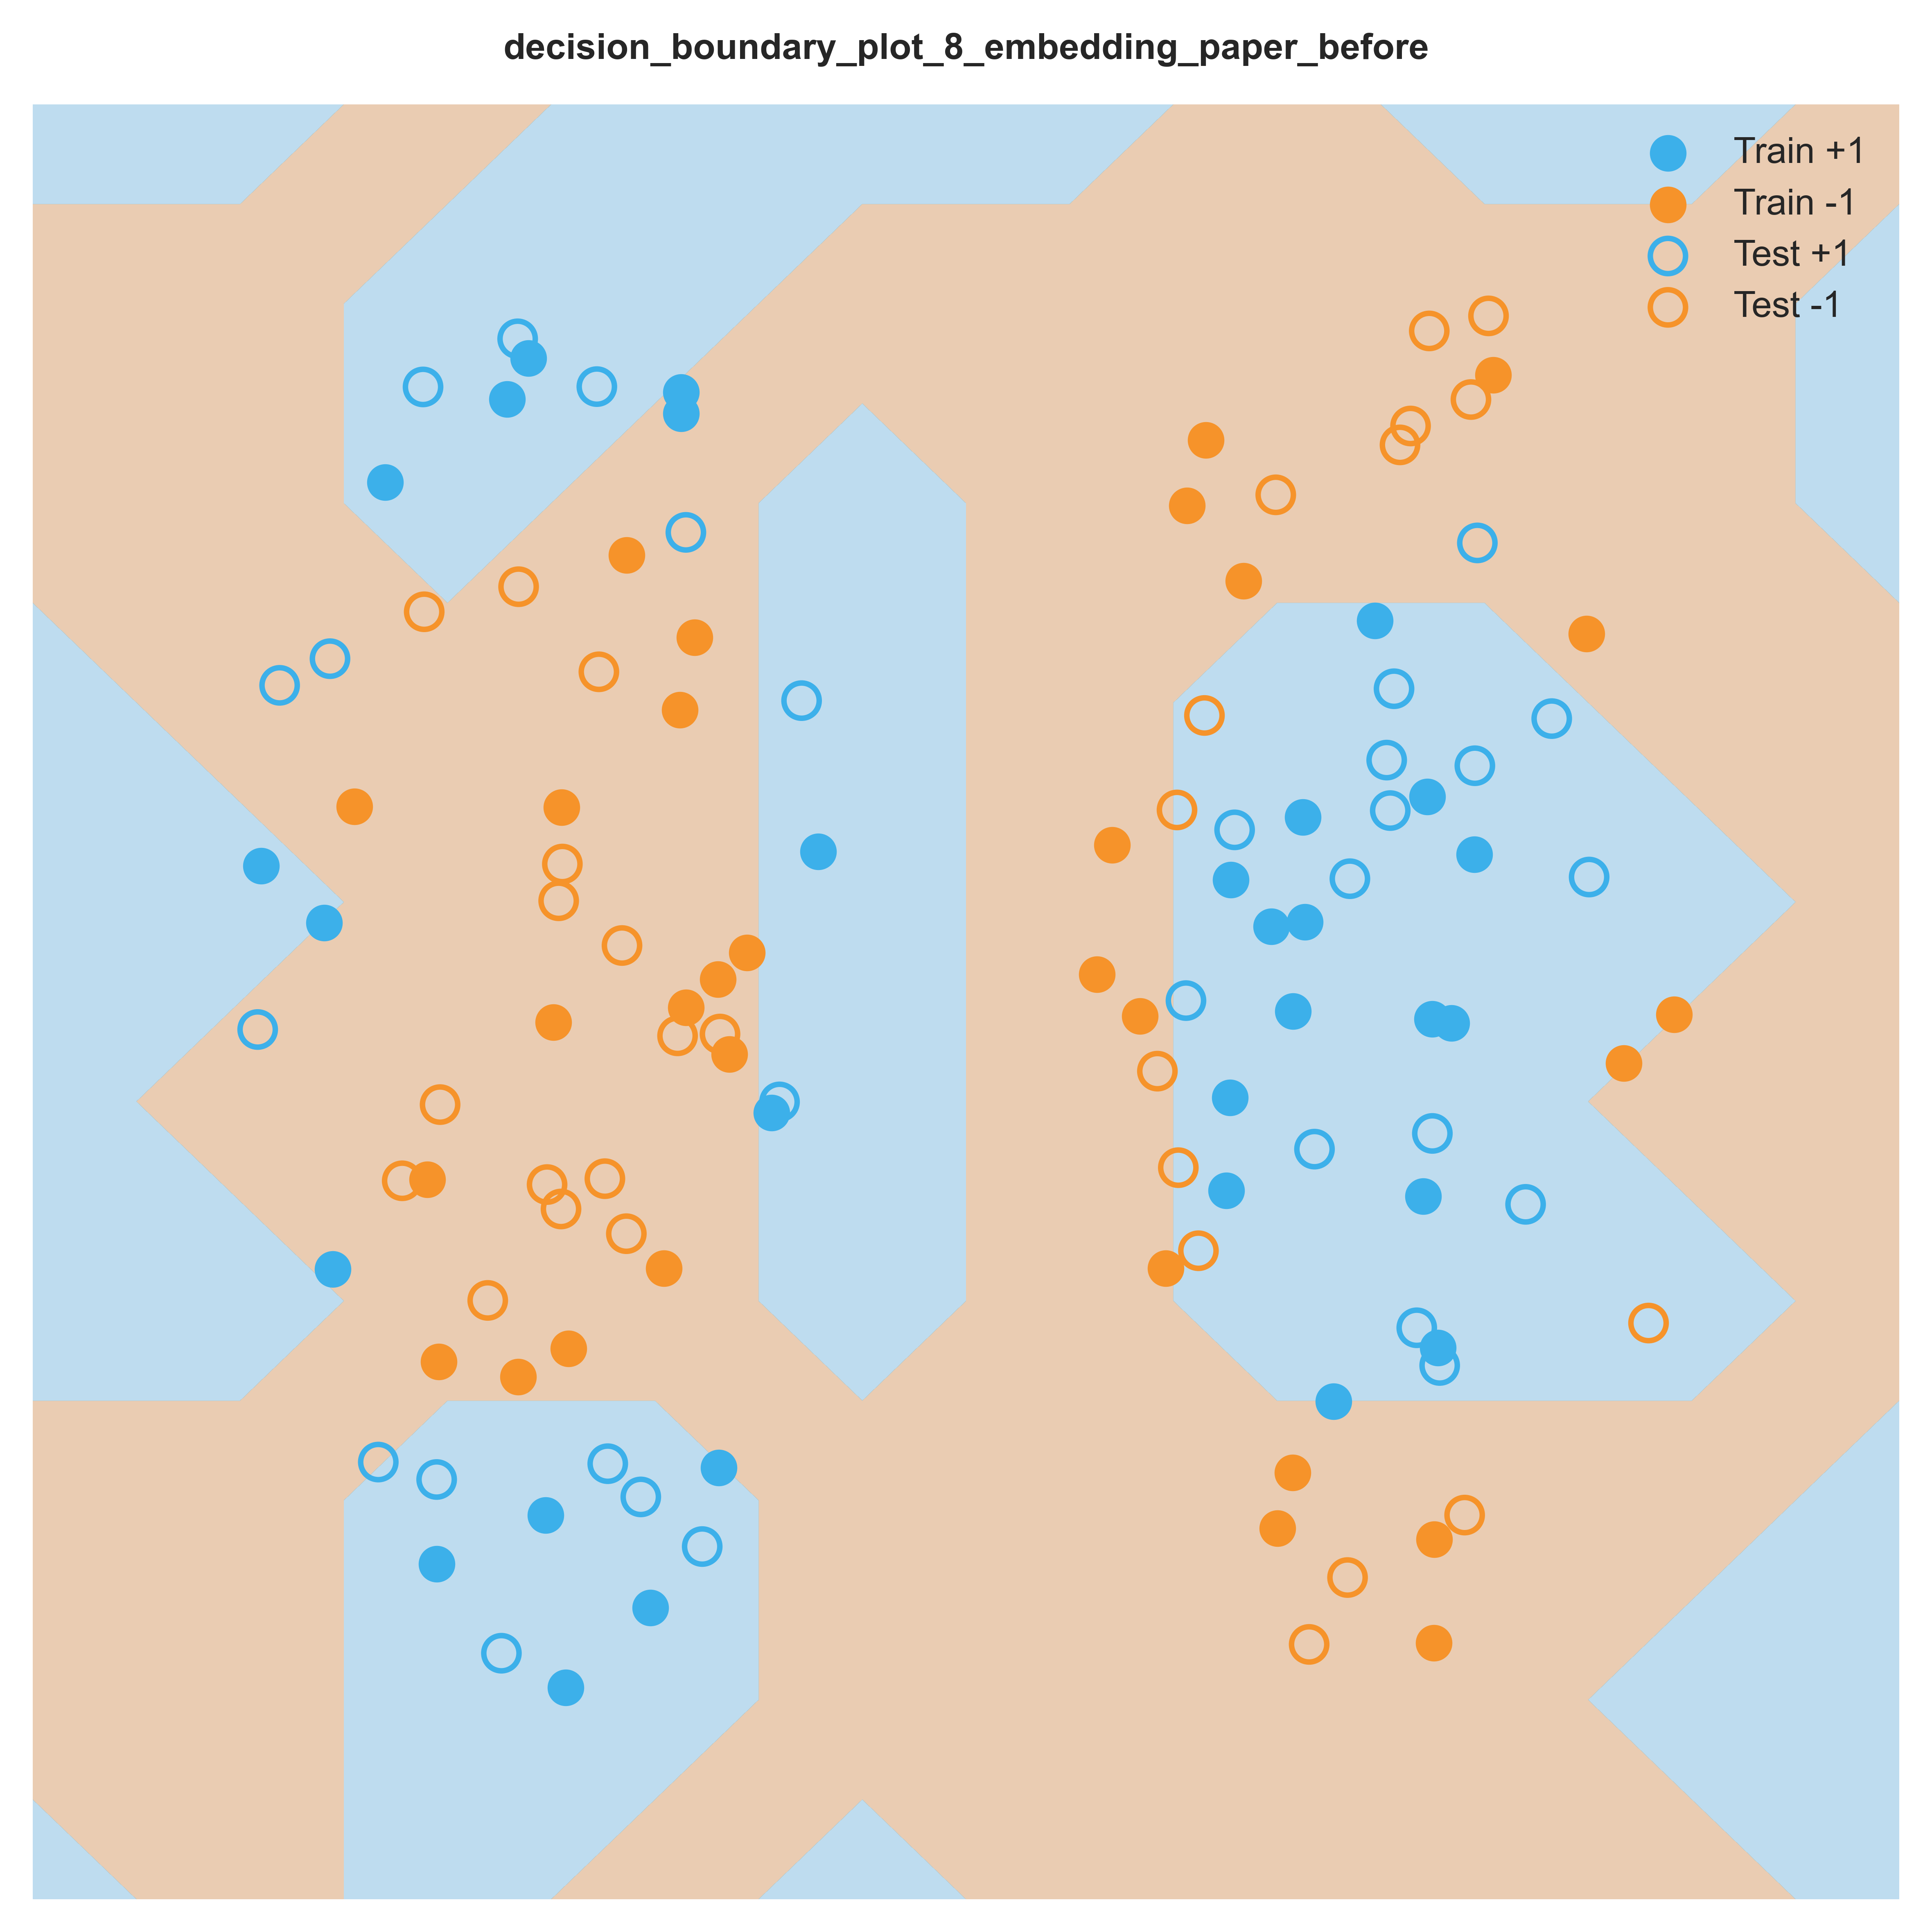 decision_boundary_plot_8_embedding_paper_before
Train +1
Train -1
Test +1
Test -1